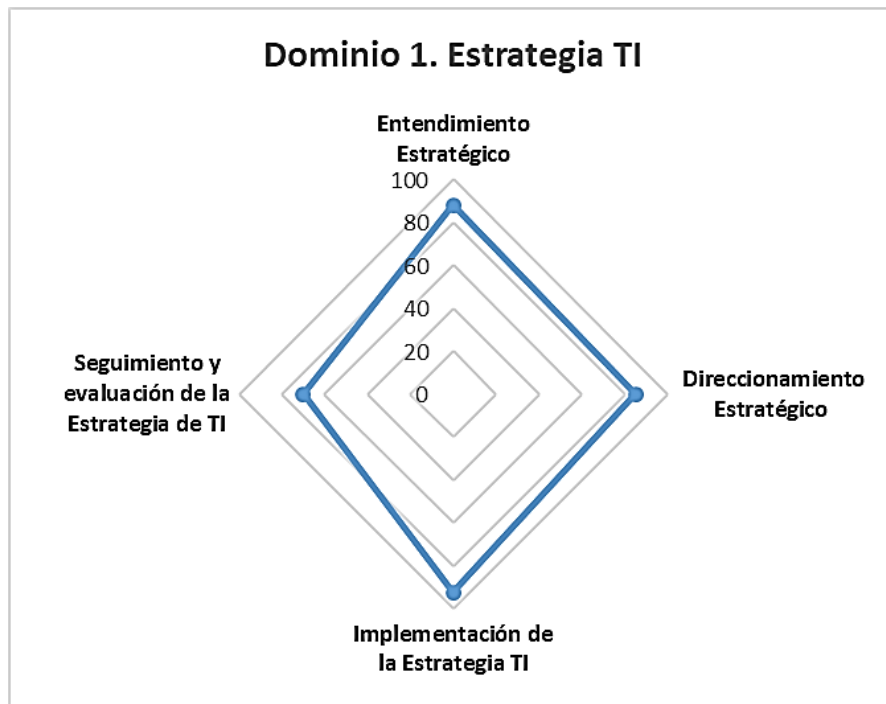 Dominio 1. Estrategia TI
Entendimiento
Estratégico
100
80
60
40
20
0
Seguimiento y
evaluación de la
Estrategia de TI
Direccionamiento
Estratégico
Implementación de
la Estrategia TI